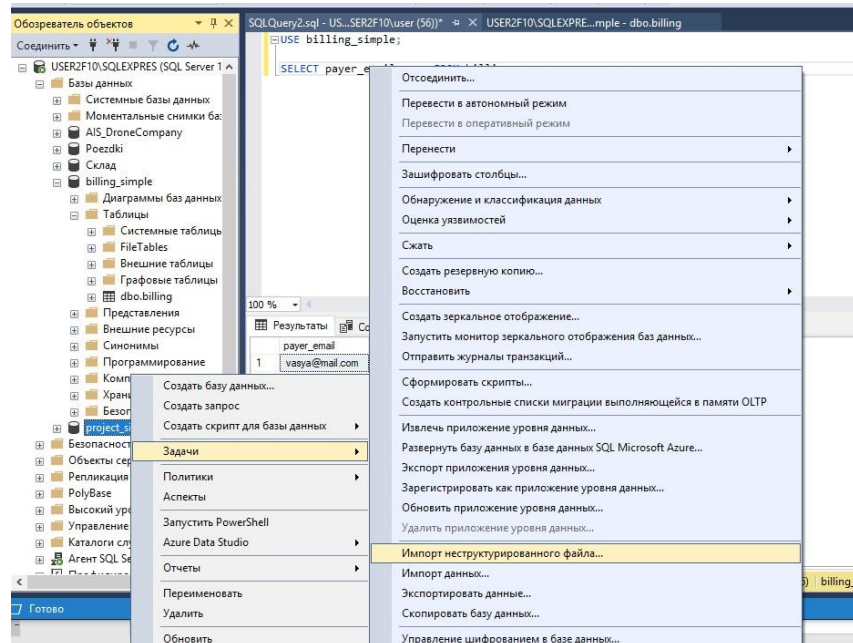 Обозреватель объектов
Соединить
USER2F10\SQLEXPRES (SQL Server 1
Базы данных
Системные базы данных
Моментальные снимки ба:
AIS_DroneCompany
Poezdki
Склад
billing_simple
Диаграммы баз данных
Таблицы
Системные таблиць
FileTables
Внешние таблицы
Графовые таблицы
dbo.billing
Представления
Внешние ресурсы
Синонимы
Программирование
Комп
Хран
Безоп
project_si
Безопасност
Объекты сер
Репликация
PolyBase
Высокий уро
Управление
Каталоги слу
Агент SQL Se
Готово
SQLQuery2.sql - US...SER2F10\user (56))*
USER2F10\SQLEXPRE...mple - dbo.billing
USE billing_simple;
SELECT payer_e
100 %
Результаты
Со
payer_email
1 vasya@mail.com
Создать базу данных...
Создать запрос
Создать скрипт для базы данных
Задачи
Политики
Аспекты
Запустить PowerShell
Azure Data Studio
Отчеты
Переименовать
Удалить
Обновить
Отсоединить...
Перевести в автономный режим
Перевести в оперативный режим
Перенести
Зашифровать столбцы...
Обнаружение и классификация данных
Оценка уязвимостей
Сжать
Создать резервную копию...
Восстановить
Создать зеркальное отображение...
Запустить монитор зеркального отображения баз данных...
Отправить журналы транзакций...
Сформировать скрипты...
Создать контрольные списки миграции выполняющейся в памяти OLTP
Извлечь приложение уровня данных...
Развернуть базу данных в базе данных SQL Microsoft Azure...
Экспорт приложения уровня данных...
Зарегистрировать как приложение уровня данных...
Обновить приложение уровня данных...
Удалить приложение уровня данных...
Импорт неструктурированного файла...
Импорт данных...
Экспортировать данные...
Скопировать базу данных...
Управление шифрованием в базе данных...
billing_